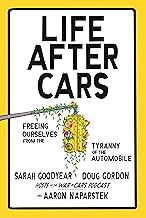 LIFE
AFTER
CARS
FREEING
OURSELVES
FROM THE
TYRANNY
OF THE
AUTOMOBILE
SARAH GOODYEAR
DOUG GORDON
HOSTS OF THE WAR ON CARS PODCAST
AND AARON NAPARSTEK